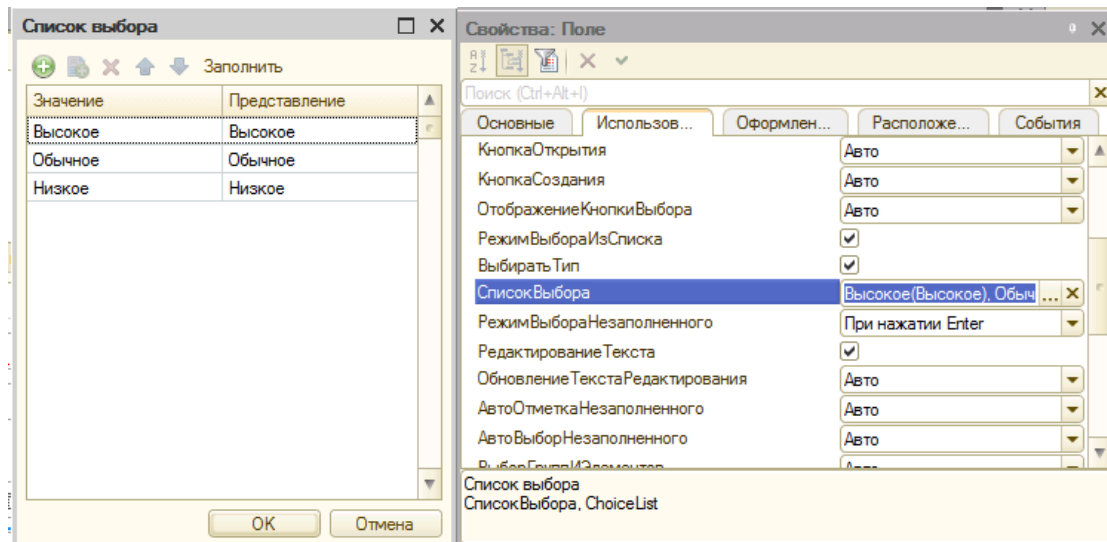 Список выбора
Заполнить
Значение Представление
Высокое Высокое
Обычное Обычное
Низкое Низкое
OK Отмена
Свойства: Поле
Поиск (Ctrl+Alt+I)
Основные Использов... Оформлен... Расположе... События
КнопкаОткрытия Авто
КнопкаСоздания Авто
ОтображениеКнопкиВыбора Авто
РежимВыбораИзСписка
ВыбиратьТип
СписокВыбора Высокое(Высокое), Обыч ...
РежимВыбораНезаполненного При нажатии Enter
РедактированиеТекста
ОбновлениеТекстаРедактирования Авто
АвтоОтметкаНезаполненного Авто
АвтоВыборНезаполненного Авто
ВыборГруппИЭлементов Авто
Список выбора
СписокВыбора, ChoiceList